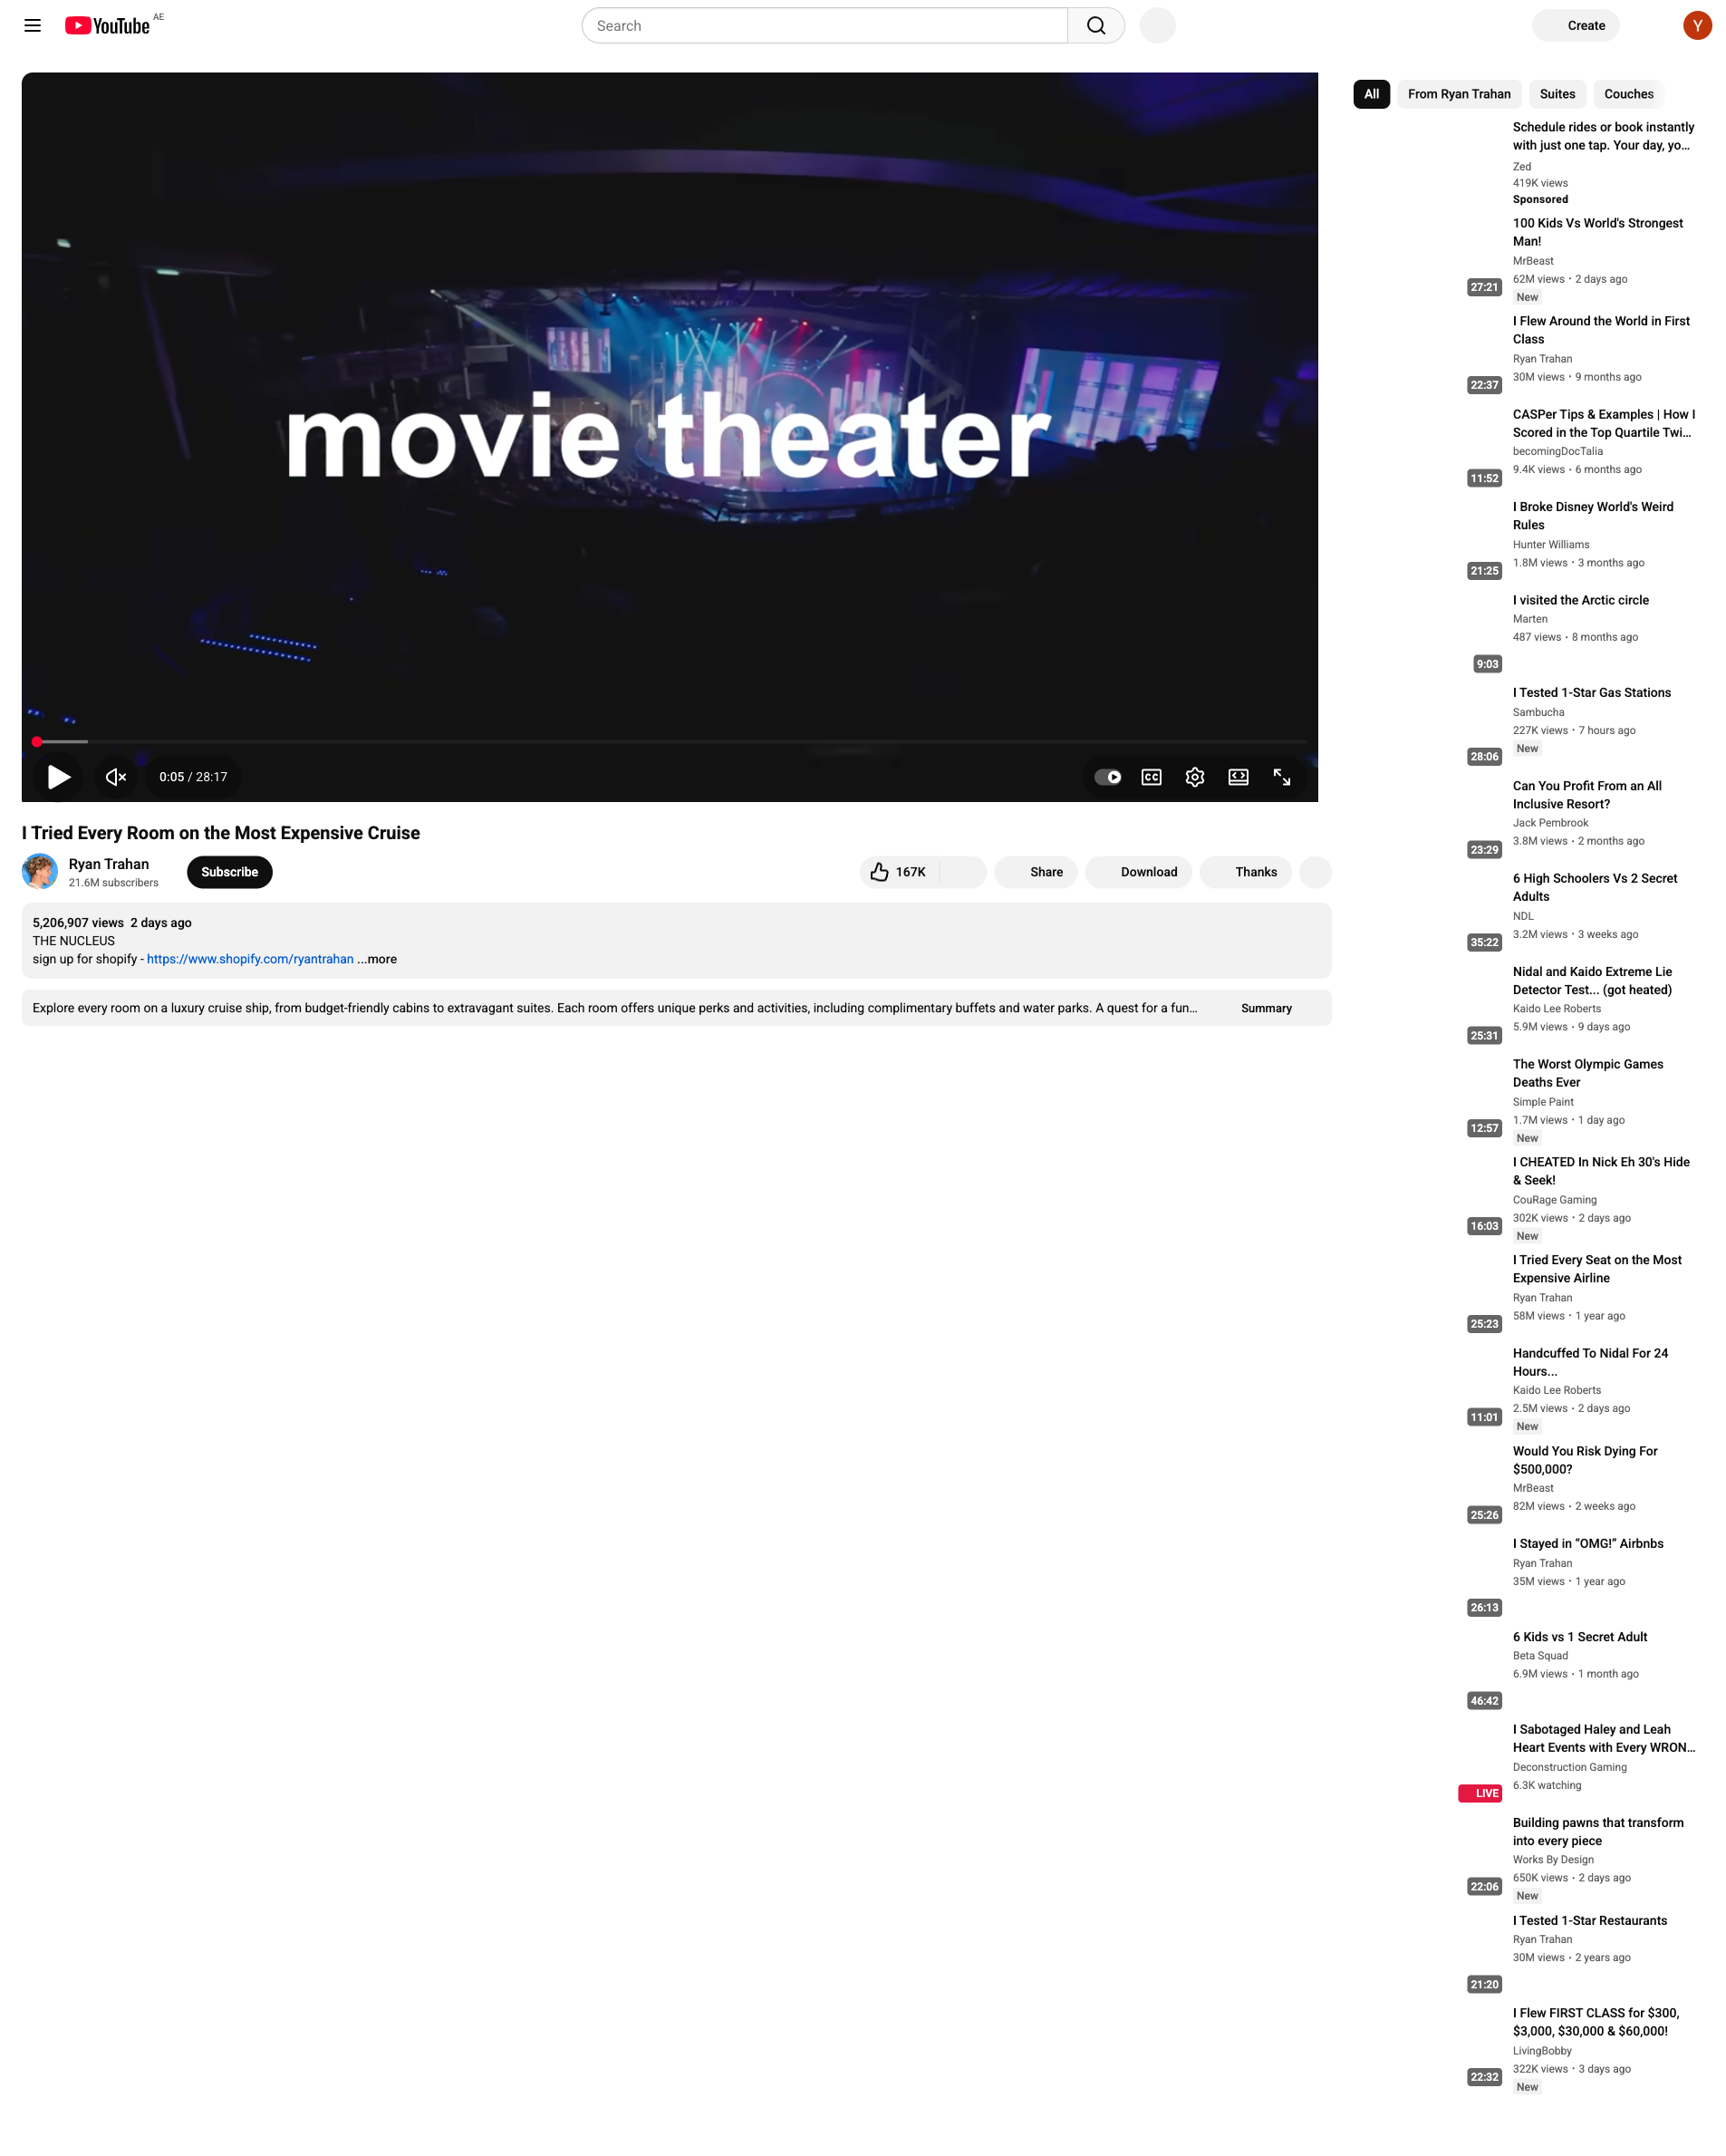 YouTube AE
Search
Create
Y
movie theater
0:05 / 28:17
CC
I Tried Every Room on the Most Expensive Cruise
Ryan Trahan
21.6M subscribers
Subscribe
167K
Share
Download
Thanks
5,206,907 views 2 days ago
THE NUCLEUS
sign up for shopify - https://www.shopify.com/ryantrahan ...more
Explore every room on a luxury cruise ship, from budget-friendly cabins to extravagant suites. Each room offers unique perks and activities, including complimentary buffets and water parks. A quest for a fun...
Summary
All
From Ryan Trahan
Suites
Couches
Schedule rides or book instantly
with just one tap. Your day, yo...
Zed
419K views
Sponsored
100 Kids Vs World's Strongest
Man!
MrBeast
62M views • 2 days ago
27:21
New
I Flew Around the World in First
Class
Ryan Trahan
30M views • 9 months ago
22:37
CASPer Tips & Examples | How I
Scored in the Top Quartile Twi...
becomingDocTalia
9.4K views • 6 months ago
11:52
I Broke Disney World's Weird
Rules
Hunter Williams
1.8M views • 3 months ago
21:25
I visited the Arctic circle
Marten
487 views • 8 months ago
9:03
I Tested 1-Star Gas Stations
Sambucha
227K views • 7 hours ago
New
28:06
Can You Profit From an All
Inclusive Resort?
Jack Pembrook
3.8M views • 2 months ago
23:29
6 High Schoolers Vs 2 Secret
Adults
NDL
3.2M views • 3 weeks ago
35:22
Nidal and Kaido Extreme Lie
Detector Test... (got heated)
Kaido Lee Roberts
5.9M views • 9 days ago
25:31
The Worst Olympic Games
Deaths Ever
Simple Paint
1.7M views • 1 day ago
12:57
New
I CHEATED In Nick Eh 30's Hide
& Seek!
CouRage Gaming
302K views • 2 days ago
16:03
New
I Tried Every Seat on the Most
Expensive Airline
Ryan Trahan
58M views • 1 year ago
25:23
Handcuffed To Nidal For 24
Hours...
Kaido Lee Roberts
2.5M views • 2 days ago
11:01
New
Would You Risk Dying For
$500,000?
MrBeast
82M views • 2 weeks ago
25:26
I Stayed in “OMG!” Airbnbs
Ryan Trahan
35M views • 1 year ago
26:13
6 Kids vs 1 Secret Adult
Beta Squad
6.9M views • 1 month ago
46:42
I Sabotaged Haley and Leah
Heart Events with Every WRON...
Deconstruction Gaming
6.3K watching
LIVE
Building pawns that transform
into every piece
Works By Design
650K views • 2 days ago
22:06
New
I Tested 1-Star Restaurants
Ryan Trahan
30M views • 2 years ago
21:20
I Flew FIRST CLASS for $300,
$3,000, $30,000 & $60,000!
LivingBobby
322K views • 3 days ago
22:32
New